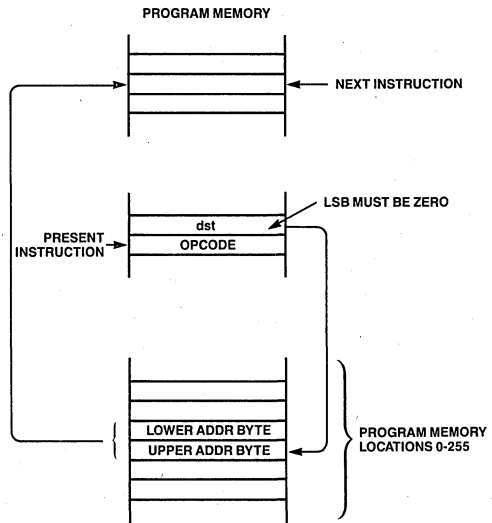 PROGRAM MEMORY
NEXT INSTRUCTION
LSB MUST BE ZERO
dst
PRESENT
INSTRUCTION
OPCODE
LOWER ADDR BYTE
UPPER ADDR BYTE
PROGRAM MEMORY
LOCATIONS 0-255